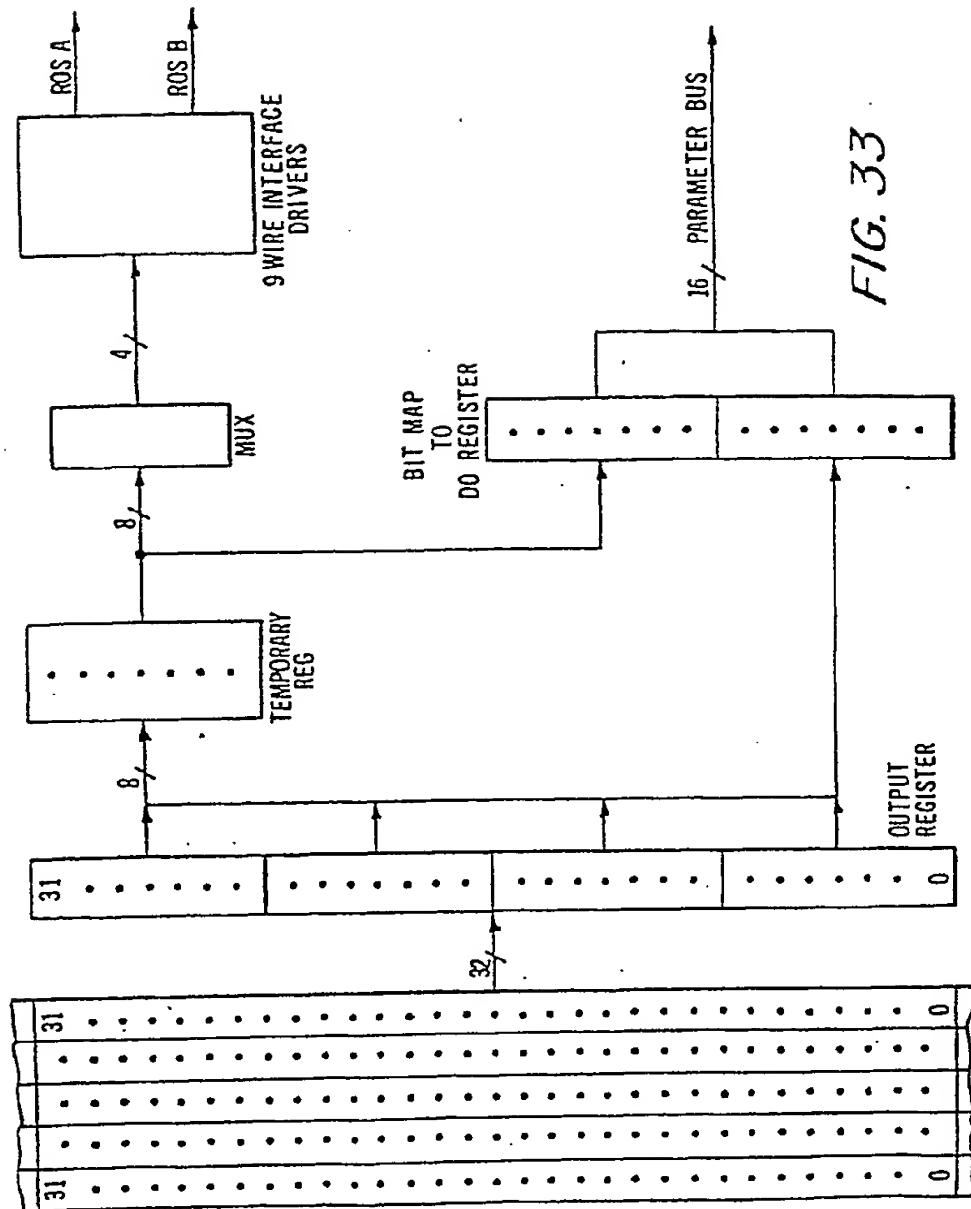 ROS A
ROS B
9 WIRE INTERFACE
DRIVERS
4
MUX
8
TEMPORARY
REG
8
BIT MAP
TO
DO REGISTER
16
PARAMETER BUS
31
0
OUTPUT
REGISTER
32
31
0
31
0
FIG. 33